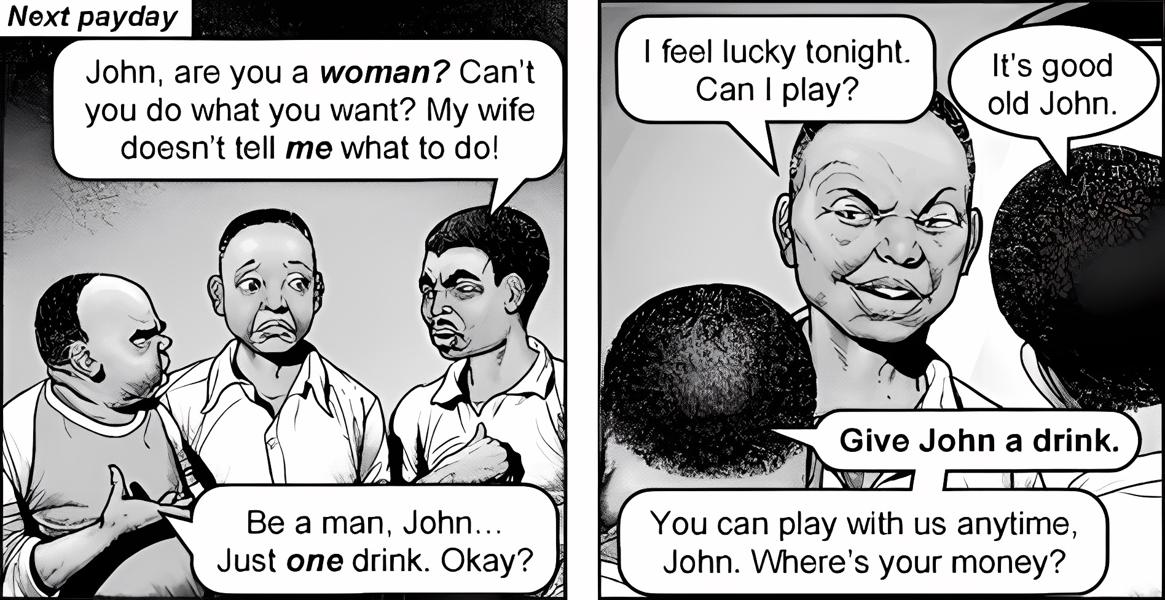 Next payday
John, are you a woman? Can't
you do what you want? My wife
doesn't tell me what to do!
Be a man, John...
Just one drink. Okay?
I feel lucky tonight.
Can I play?
It's good
old John.
Give John a drink.
You can play with us anytime,
John. Where's your money?